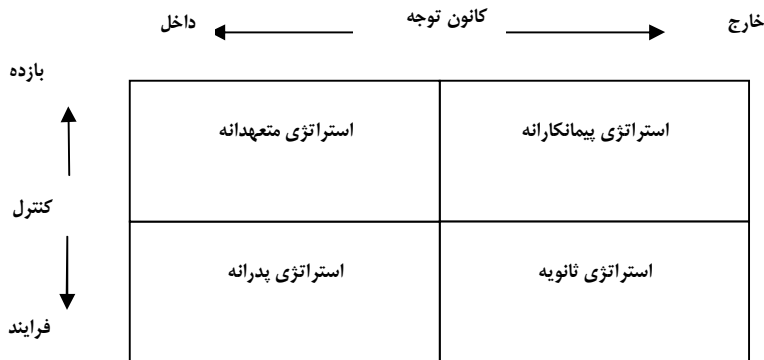 خارج
کانون توجه
داخل
بازده
استراتژی پیمانکارانه
استراتژی متعهدانه
کنترل
استراتژی ثانویه
استراتژی پدرانه
فرایند